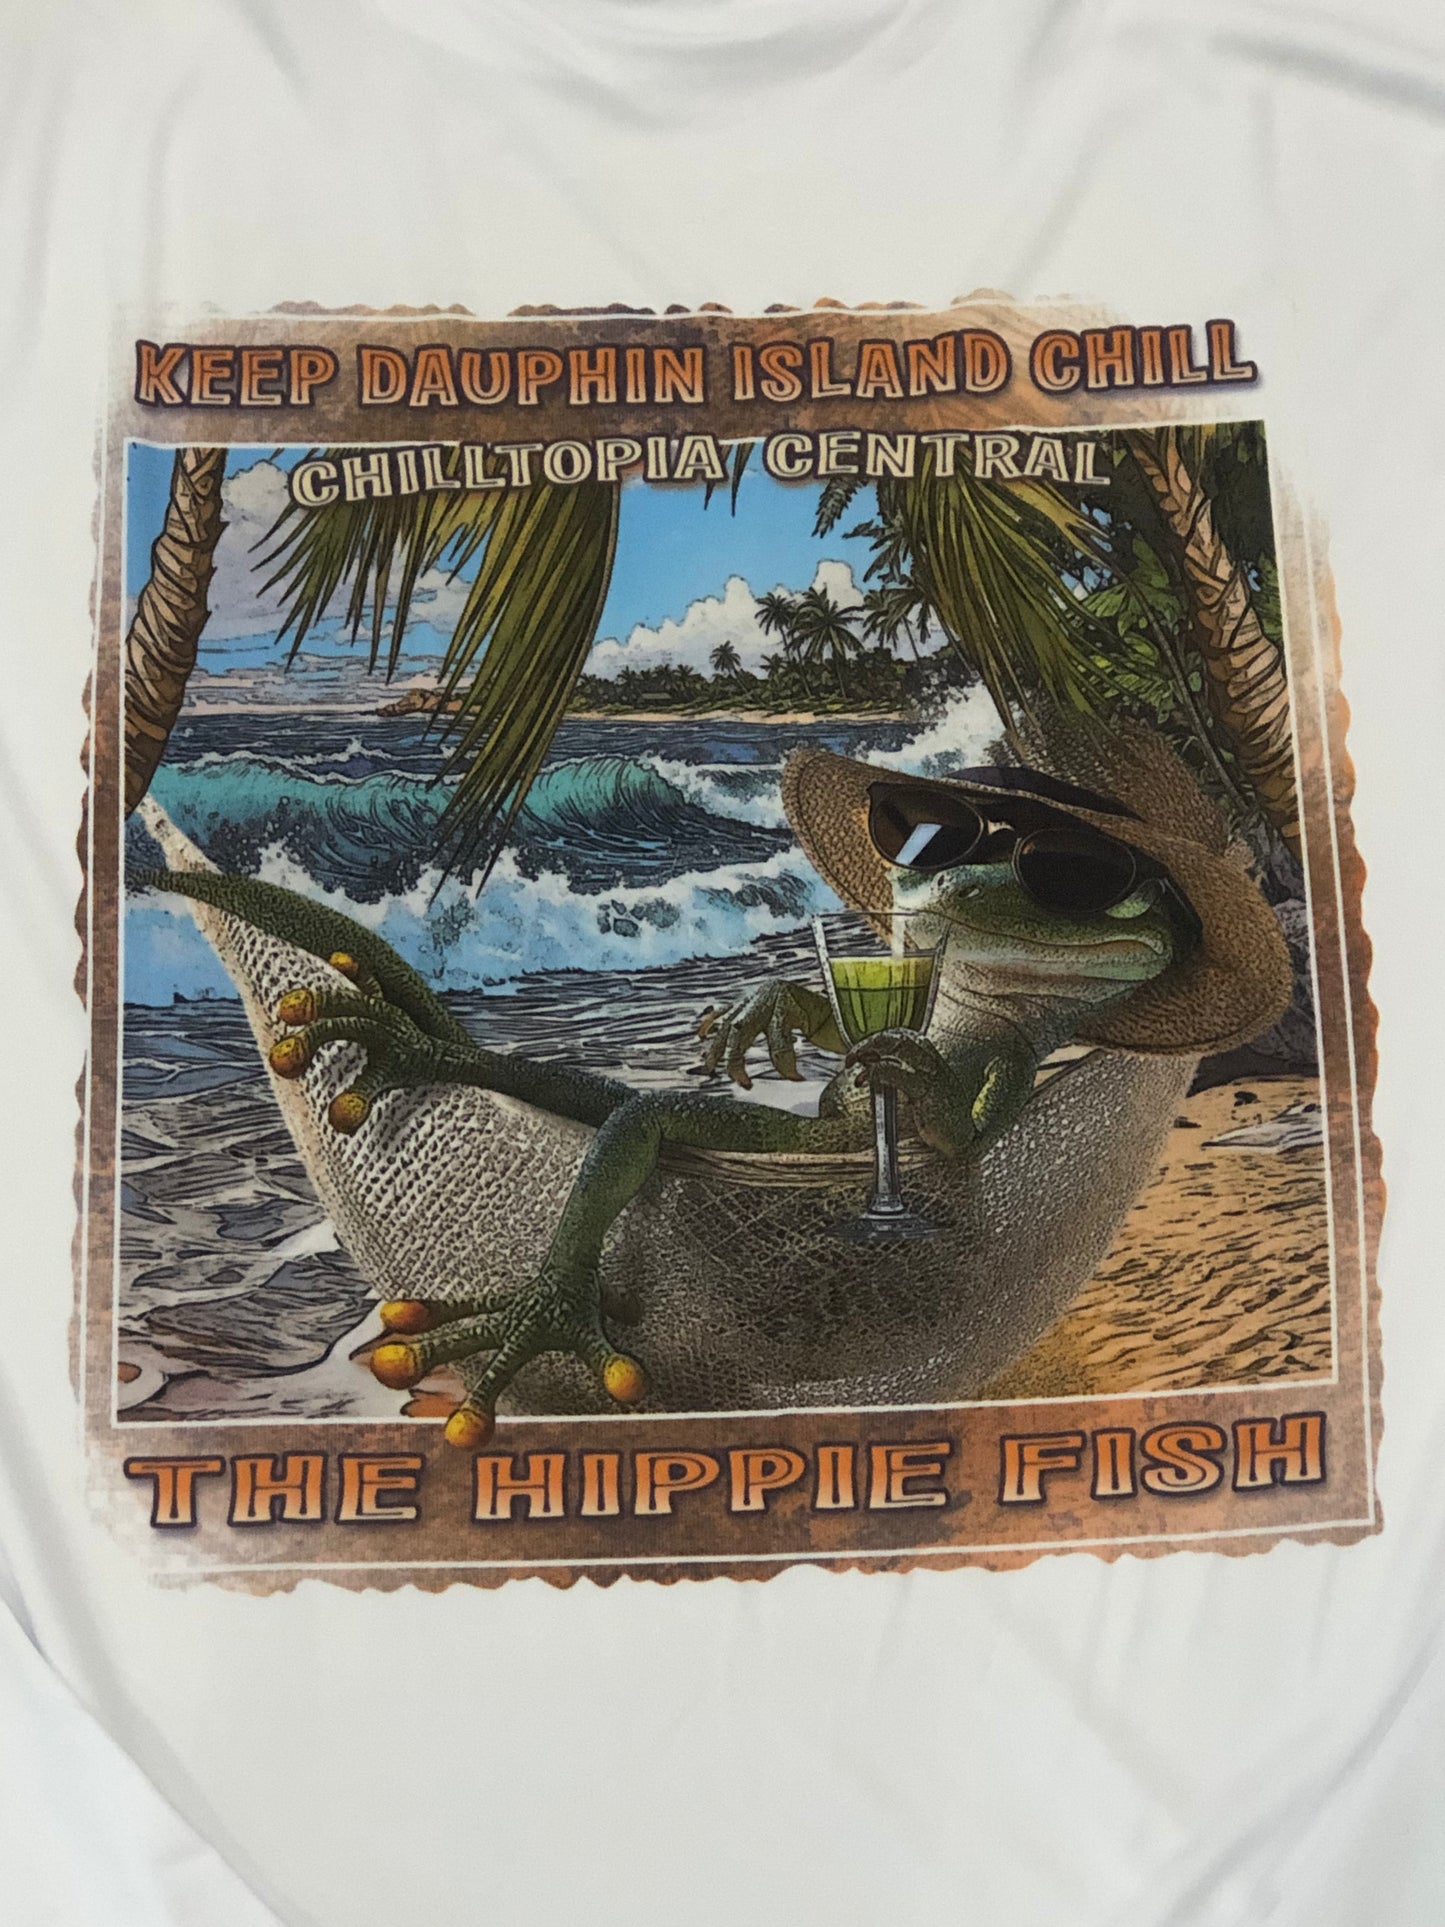 KEEP DAUPHIN ISLAND CHILL
CHILLTOPIA CENTRAL
THE HIPPIE FISH